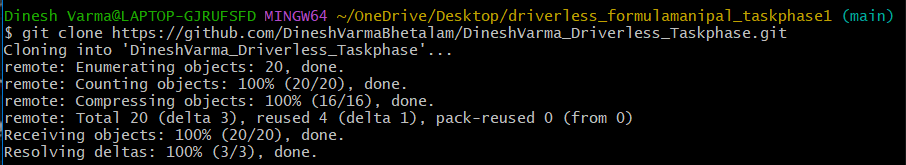 Dinesh Varma@LAPTOP-GJRUFSFD MINGW64 ~/OneDrive/Desktop/driverless_formulamanipal_taskphase1 (main)
$ git clone https://github.com/DineshVarmaBhetalam/DineshVarma_Driverless_Taskphase.git
Cloning into 'DineshVarma_Driverless_Taskphase'...
remote: Enumerating objects: 20, done.
remote: Counting objects: 100% (20/20), done.
remote: Compressing objects: 100% (16/16), done.
remote: Total 20 (delta 3), reused 4 (delta 1), pack-reused 0 (from 0)
Receiving objects: 100% (20/20), done.
Resolving deltas: 100% (3/3), done.